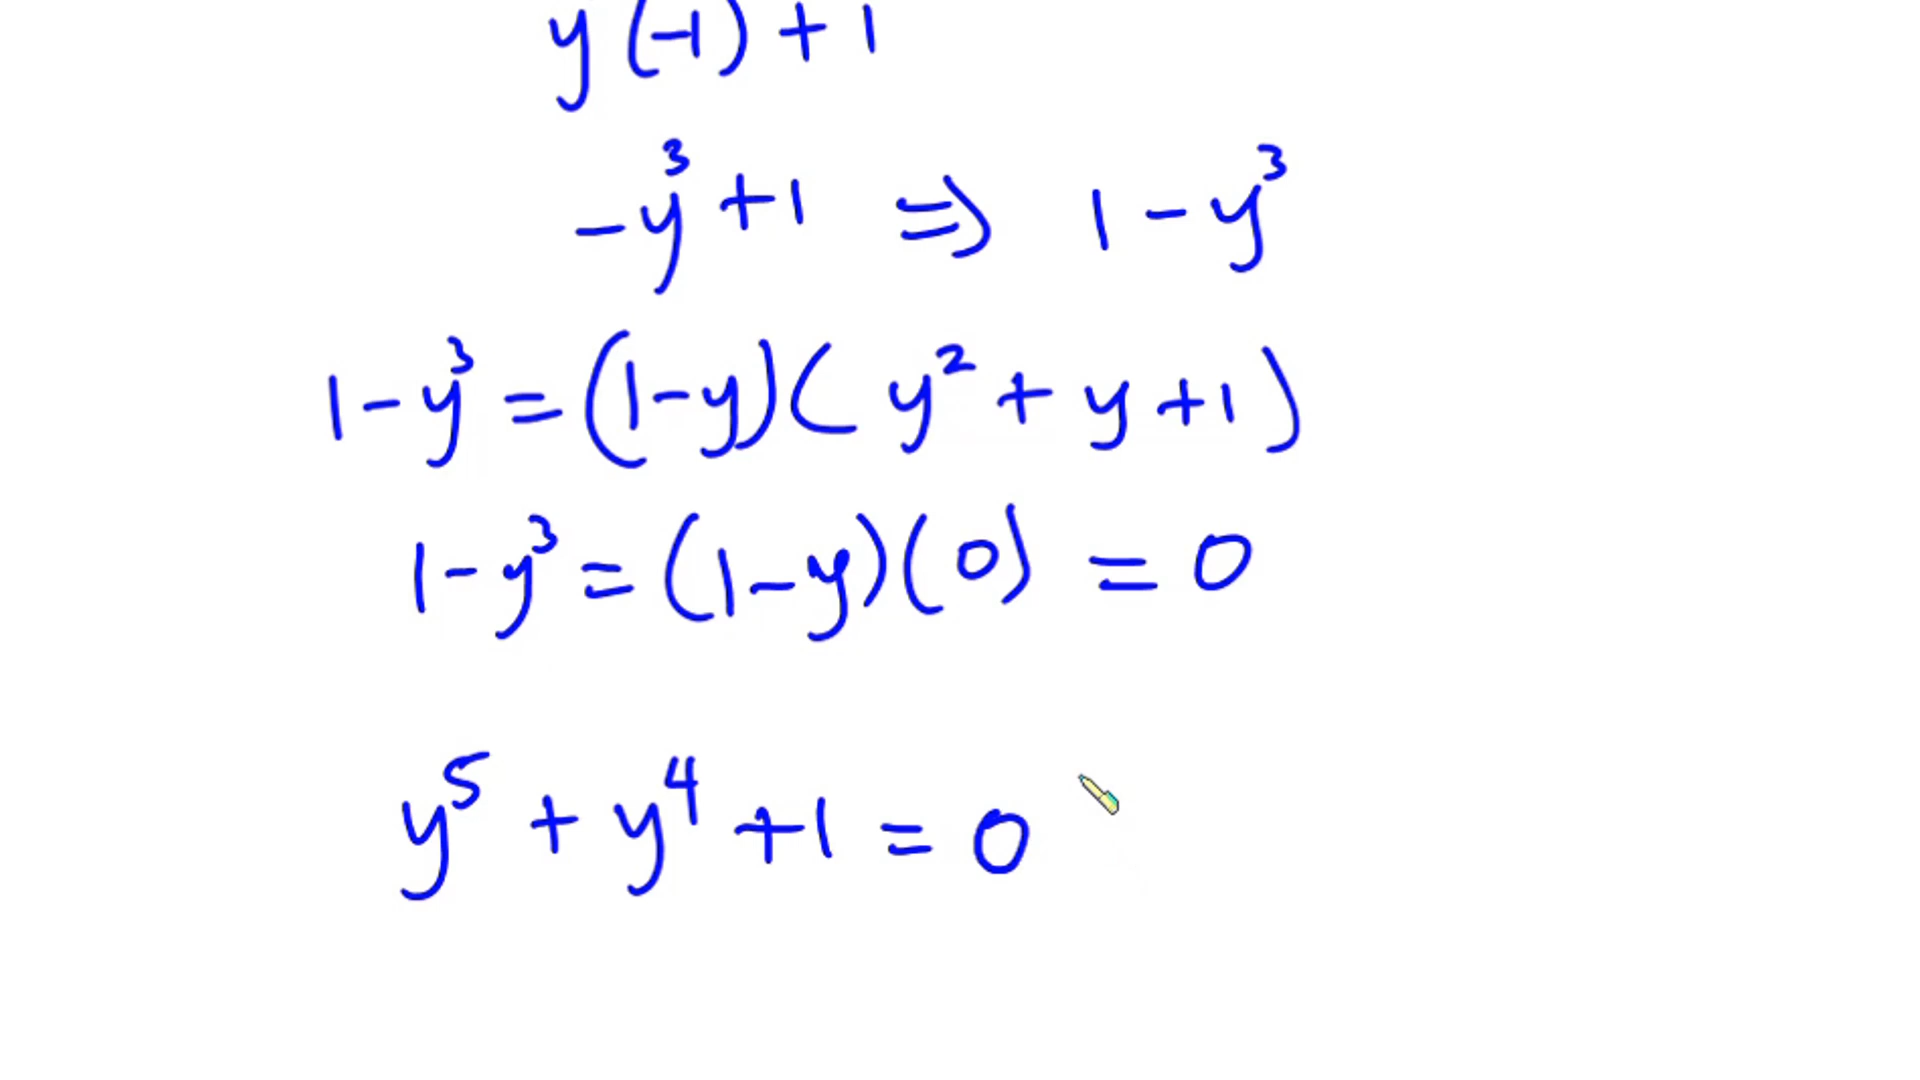 y(-1)+1
-y³+1 ⇒ 1-y³
1-y³=(1-y)(y²+y+1)
1-y³=(1-y)(0)=0
y⁵+y⁴+1=0